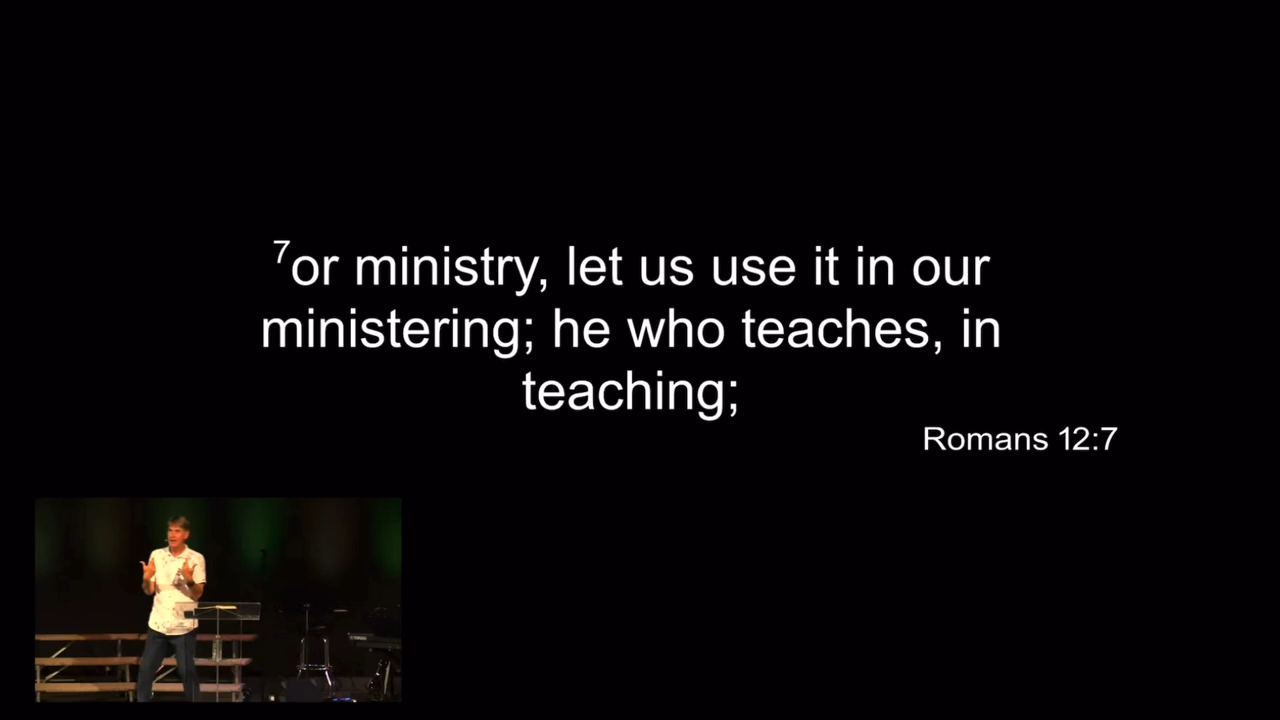 ⁷or ministry, let us use it in our
ministering; he who teaches, in
teaching;
Romans 12:7